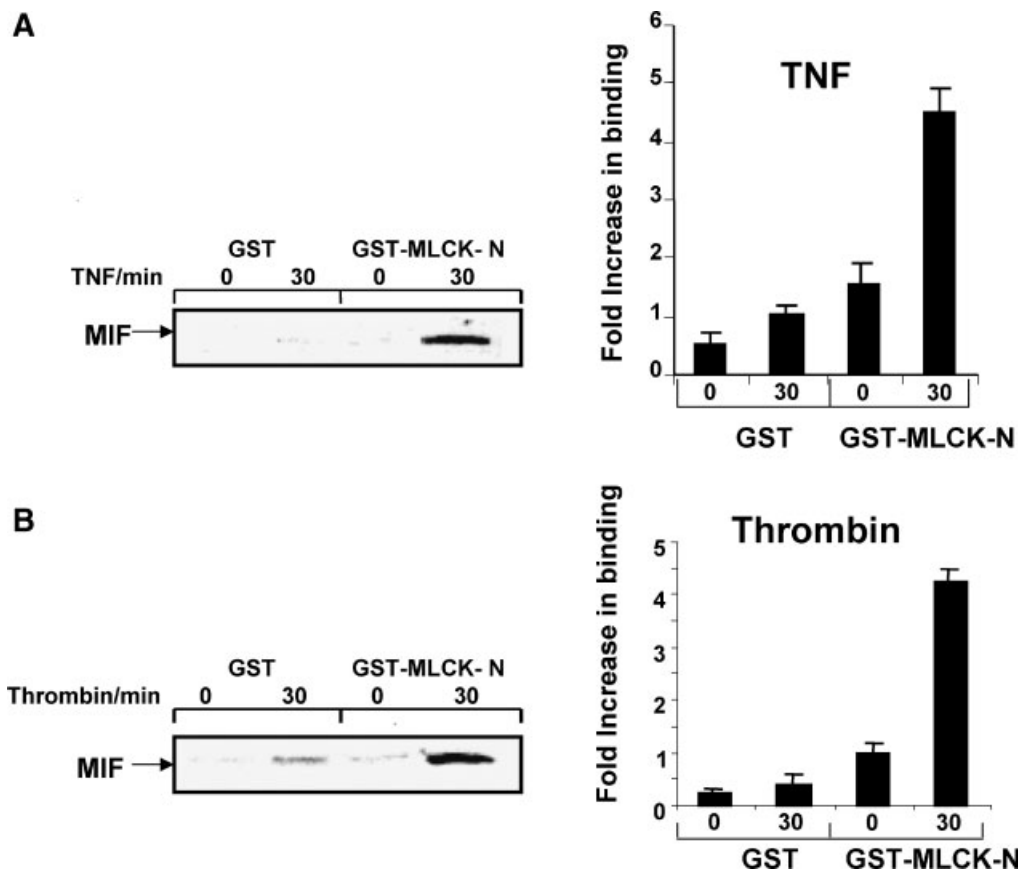 A
GST GST-MLCK- N
TNF/min 0 30 0 30
MIF
TNF
Fold Increase in binding
6
5
4
3
2
1
0
0 30 0 30
GST GST-MLCK-N
B
GST GST-MLCK- N
Thrombin/min 0 30 0 30
MIF
Thrombin
Fold Increase in binding
5
4
3
2
1
0
0 30 0 30
GST GST-MLCK-N